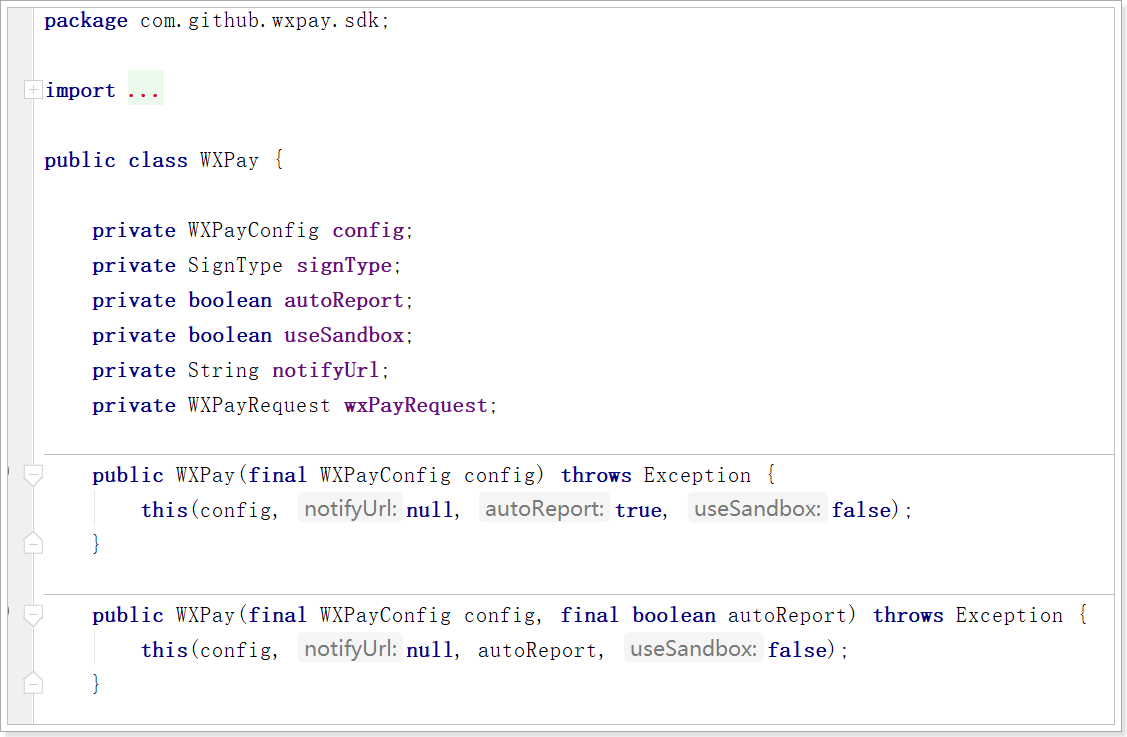 package com.github.wxpay.sdk;
import ...
public class WXPay {
private WXPayConfig config;
private SignType signType;
private boolean autoReport;
private boolean useSandbox;
private String notifyUrl;
private WXPayRequest wxPayRequest;
public WXPay(final WXPayConfig config) throws Exception {
this(config, notifyUrl: null, autoReport: true, useSandbox: false);
}
public WXPay(final WXPayConfig config, final boolean autoReport) throws Exception {
this(config, notifyUrl: null, autoReport, useSandbox: false);
}